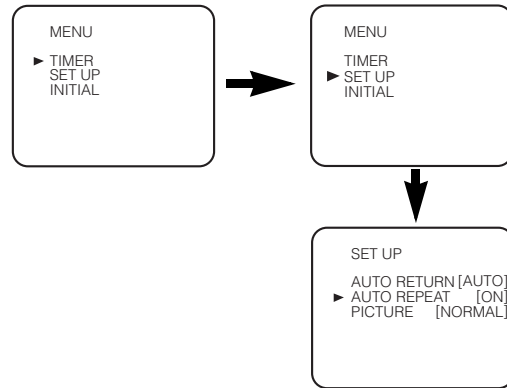 MENU
► TIMER
SET UP
INITIAL
MENU
TIMER
► SET UP
INITIAL
SET UP
AUTO RETURN [AUTO]
► AUTO REPEAT [ON]
PICTURE [NORMAL]